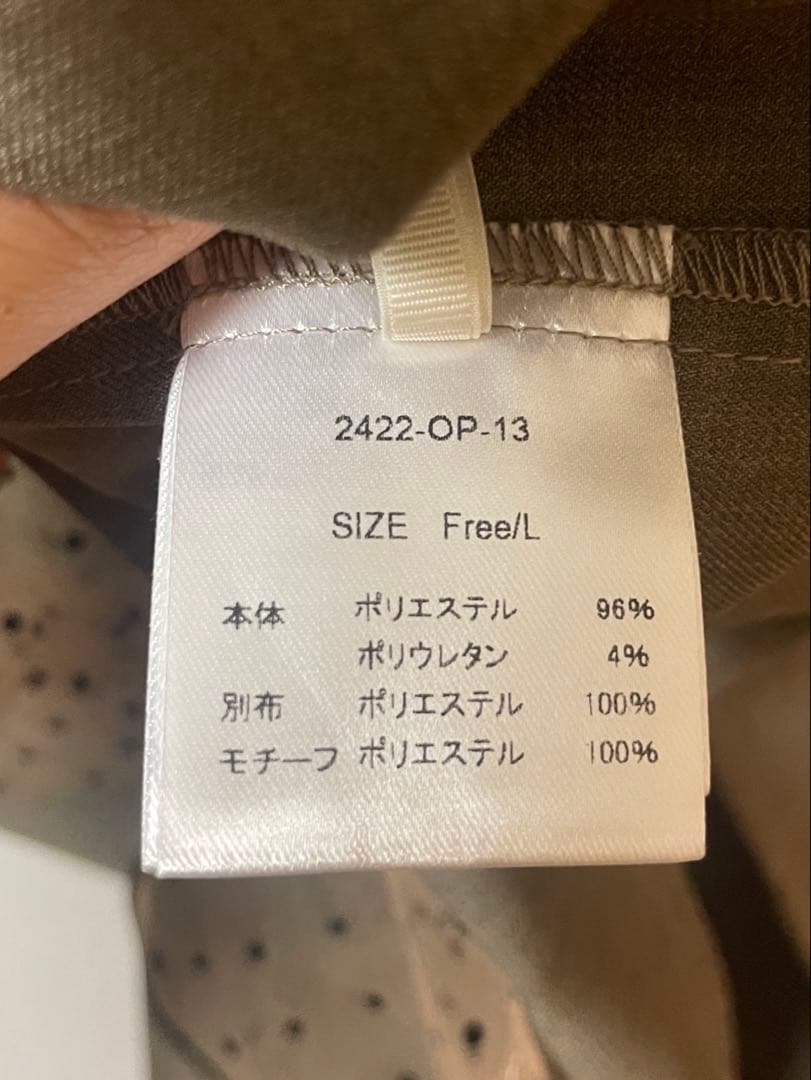 2422-OP-13
SIZE Free/L
本体 ポリエステル 96%
ポリウレタン 4%
別布 ポリエステル 100%
モチーフ ポリエステル 100%